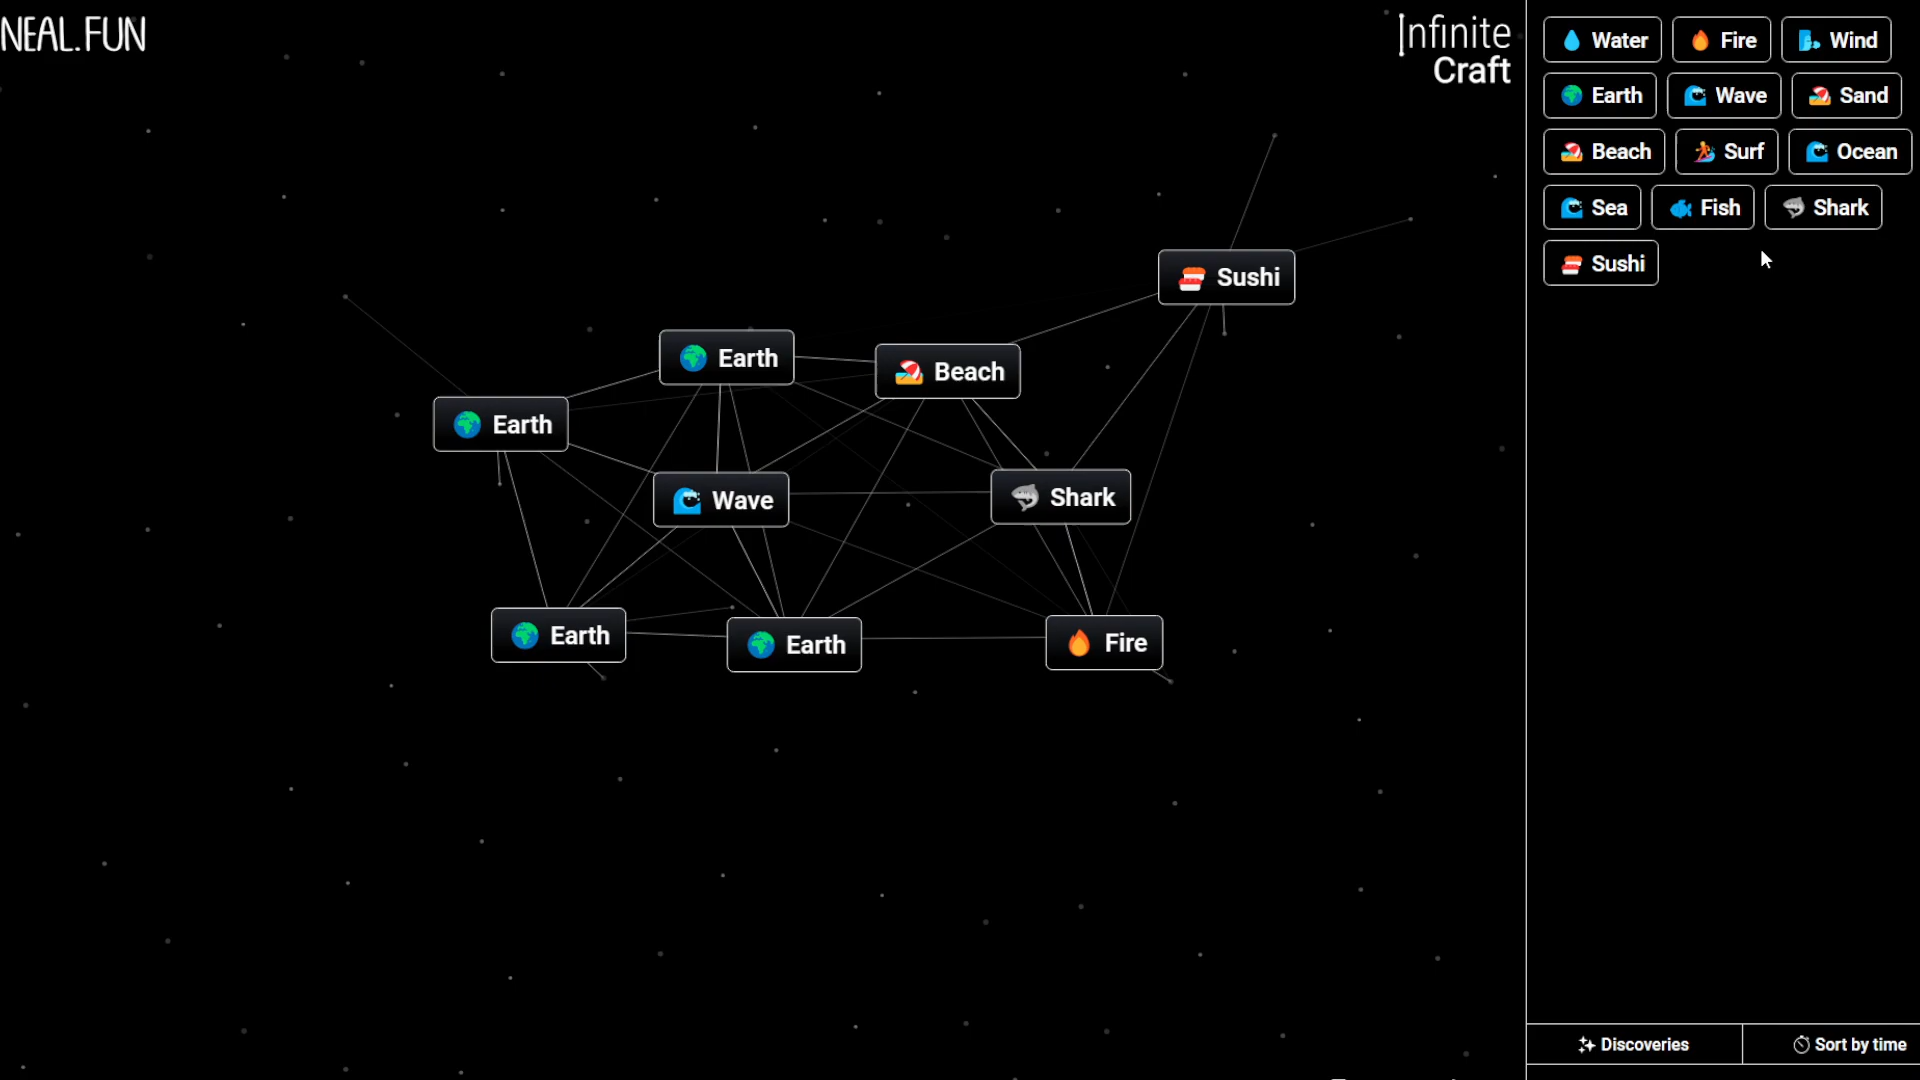 NEAL.FUN
Infinite
Craft
Water Fire Wind
Earth Wave Sand
Beach Surf Ocean
Sea Fish Shark
Sushi
Sushi
Earth
Beach
Earth
Wave
Shark
Earth
Earth
Fire
Discoveries
Sort by time